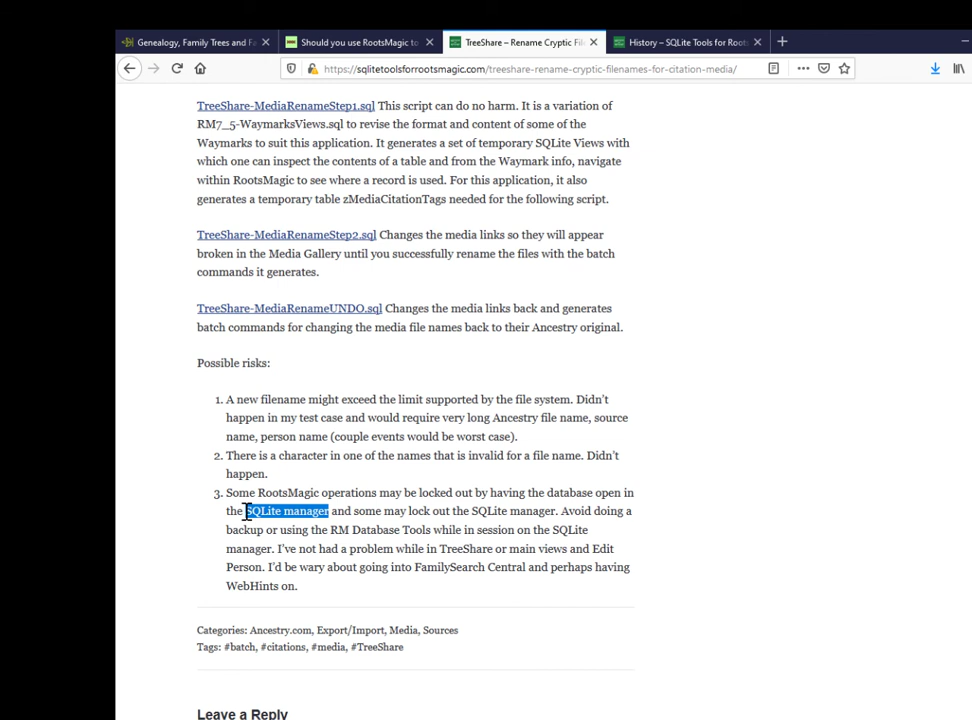 Genealogy, Family Trees and Fa
Should you use RootsMagic to
TreeShare – Rename Cryptic File
History – SQLite Tools for Roots
https://sqlitetoolsforrootsmagic.com/treeshare-rename-cryptic-filenames-for-citation-media/
TreeShare-MediaRenameStep1.sql This script can do no harm. It is a variation of
RM7_5-WaymarksViews.sql to revise the format and content of some of the
Waymarks to suit this application. It generates a set of temporary SQLite Views with
which one can inspect the contents of a table and from the Waymark info, navigate
within RootsMagic to see where a record is used. For this application, it also
generates a temporary table zMediaCitationTags needed for the following script.
TreeShare-MediaRenameStep2.sql Changes the media links so they will appear
broken in the Media Gallery until you successfully rename the files with the batch
commands it generates.
TreeShare-MediaRenameUNDO.sql Changes the media links back and generates
batch commands for changing the media file names back to their Ancestry original.
Possible risks:
1. A new filename might exceed the limit supported by the file system. Didn't
happen in my test case and would require very long Ancestry file name, source
name, person name (couple events would be worst case).
2. There is a character in one of the names that is invalid for a file name. Didn't
happen.
3. Some RootsMagic operations may be locked out by having the database open in
the SQLite manager and some may lock out the SQLite manager. Avoid doing a
backup or using the RM Database Tools while in session on the SQLite
manager. I've not had a problem while in TreeShare or main views and Edit
Person. I'd be wary about going into FamilySearch Central and perhaps having
WebHints on.
Categories: Ancestry.com, Export/Import, Media, Sources
Tags: #batch, #citations, #media, #TreeShare
Leave a Reply